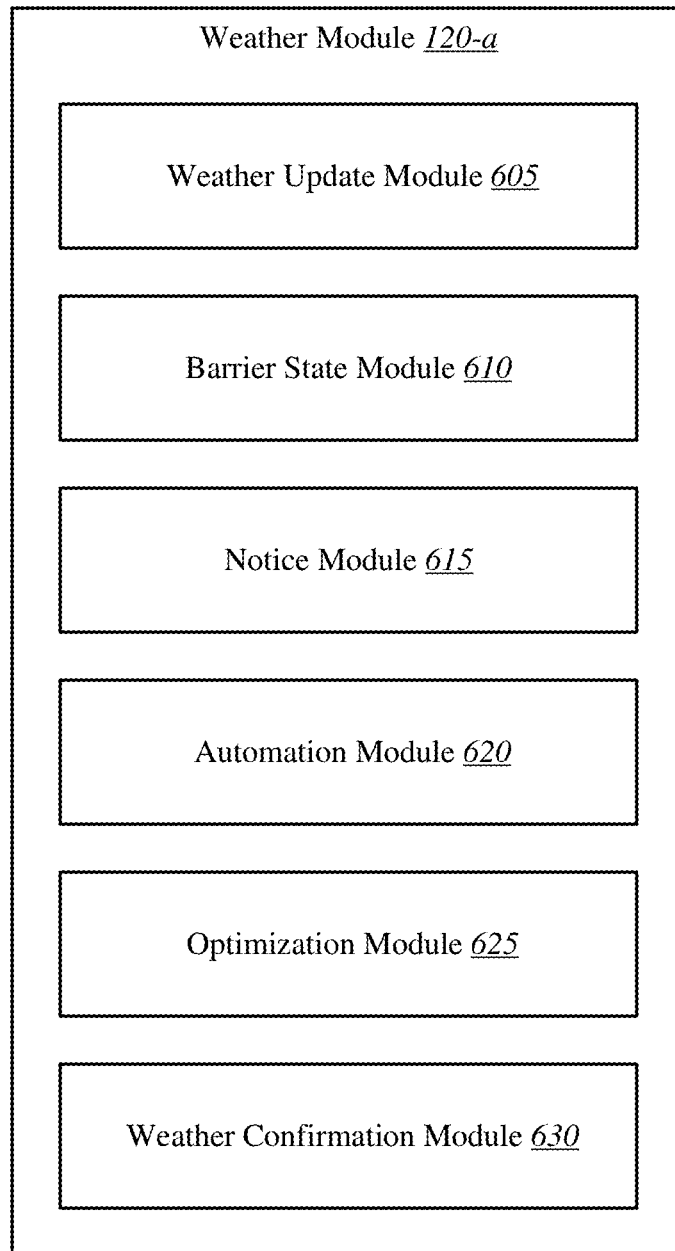 Weather Module 120-a
Weather Update Module 605
Barrier State Module 610
Notice Module 615
Automation Module 620
Optimization Module 625
Weather Confirmation Module 630